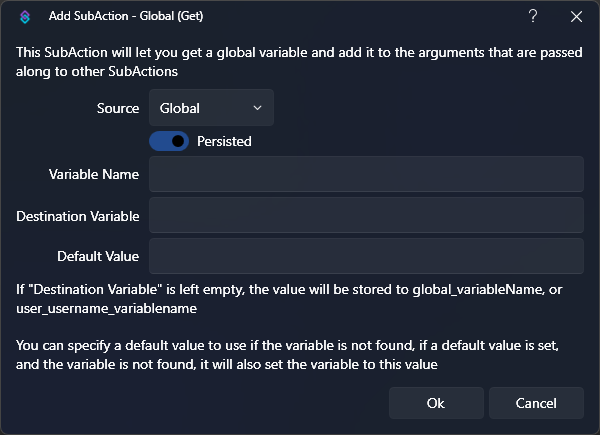 Add SubAction - Global (Get)
?
This SubAction will let you get a global variable and add it to the arguments that are passed
along to other SubActions
Source Global
Persisted
Variable Name
Destination Variable
Default Value
If "Destination Variable" is left empty, the value will be stored to global_variableName, or
user_username_variablename
You can specify a default value to use if the variable is not found, if a default value is set,
and the variable is not found, it will also set the variable to this value
Ok Cancel